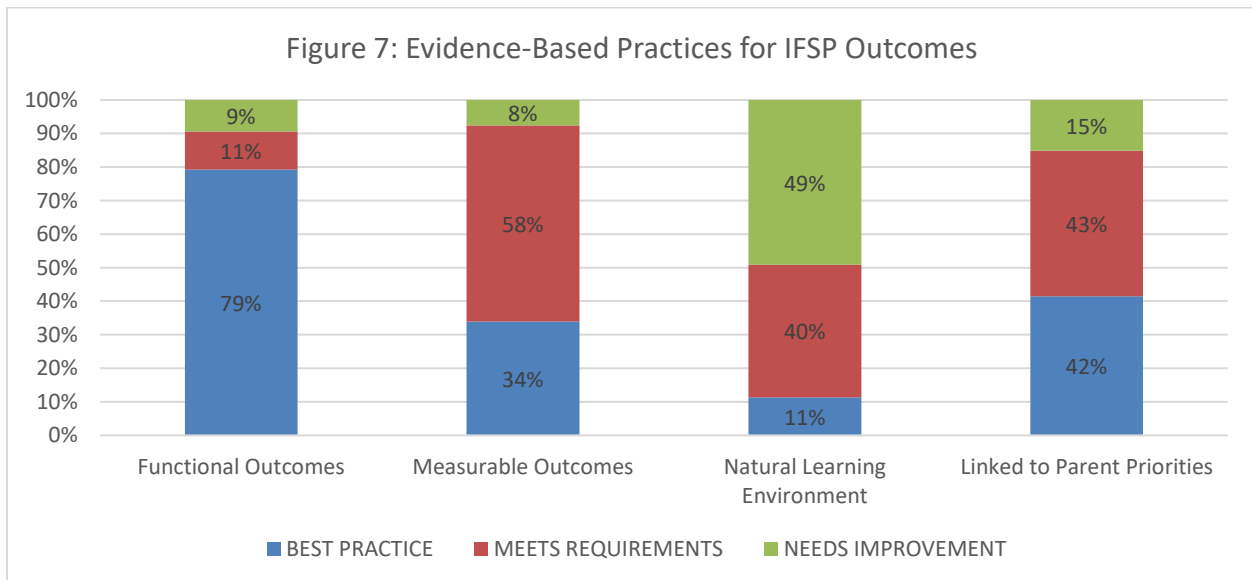 Figure 7: Evidence-Based Practices for IFSP Outcomes
100%
90%
80%
70%
60%
50%
40%
30%
20%
10%
0%
9%
11%
79%
8%
58%
34%
49%
40%
11%
15%
43%
42%
Functional Outcomes
Measurable Outcomes
Natural Learning
Environment
Linked to Parent Priorities
BEST PRACTICE
MEETS REQUIREMENTS
NEEDS IMPROVEMENT